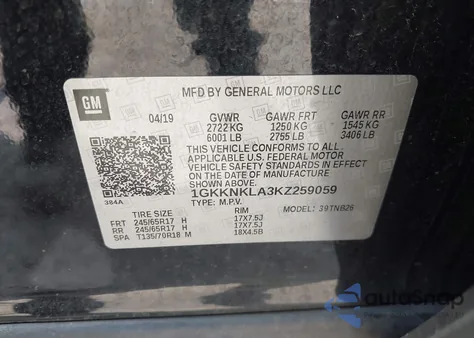 MFD BY GENERAL MOTORS LLC
GM
04/19
GVWR GAWR FRT GAWR RR
2722 KG 1250 KG 1545 KG
6001 LB 2755 LB 3406 LB
THIS VEHICLE CONFORMS TO ALL
APPLICABLE U.S. FEDERAL MOTOR
VEHICLE SAFETY STANDARDS IN EFFECT
ON THE DATE OF MANUFACTURE
SHOWN ABOVE.
1GKKNKLA3KZ259059
384A
TYPE: M.P.V. MODEL: 39TNB26
TIRE SIZE RIM
FRT 245/65R17 H 17X7.5J
RR 245/65R17 H 17X7.5J
SPA T135/70R18 M 18X4.5B
autoSnap